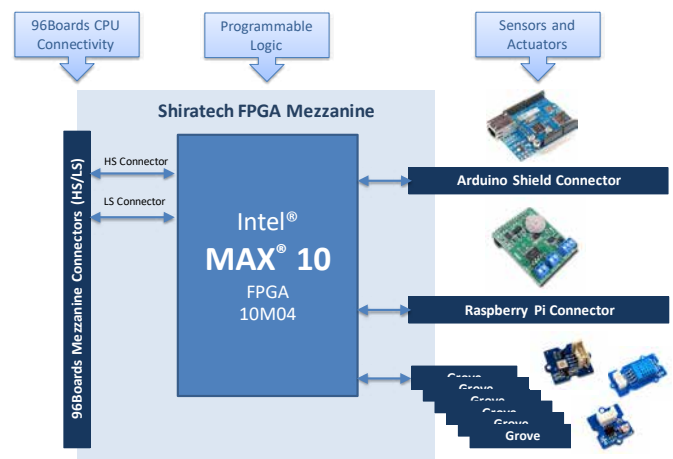 96Boards CPU
Connectivity
Programmable
Logic
Sensors and
Actuators
Shiratech FPGA Mezzanine
96Boards Mezzanine Connectors (HS/LS)
HS Connector
LS Connector
Intel®
MAX® 10
FPGA
10M04
Arduino Shield Connector
Raspberry Pi Connector
Grove
Grove
Grove
Grove
Grove
Grove